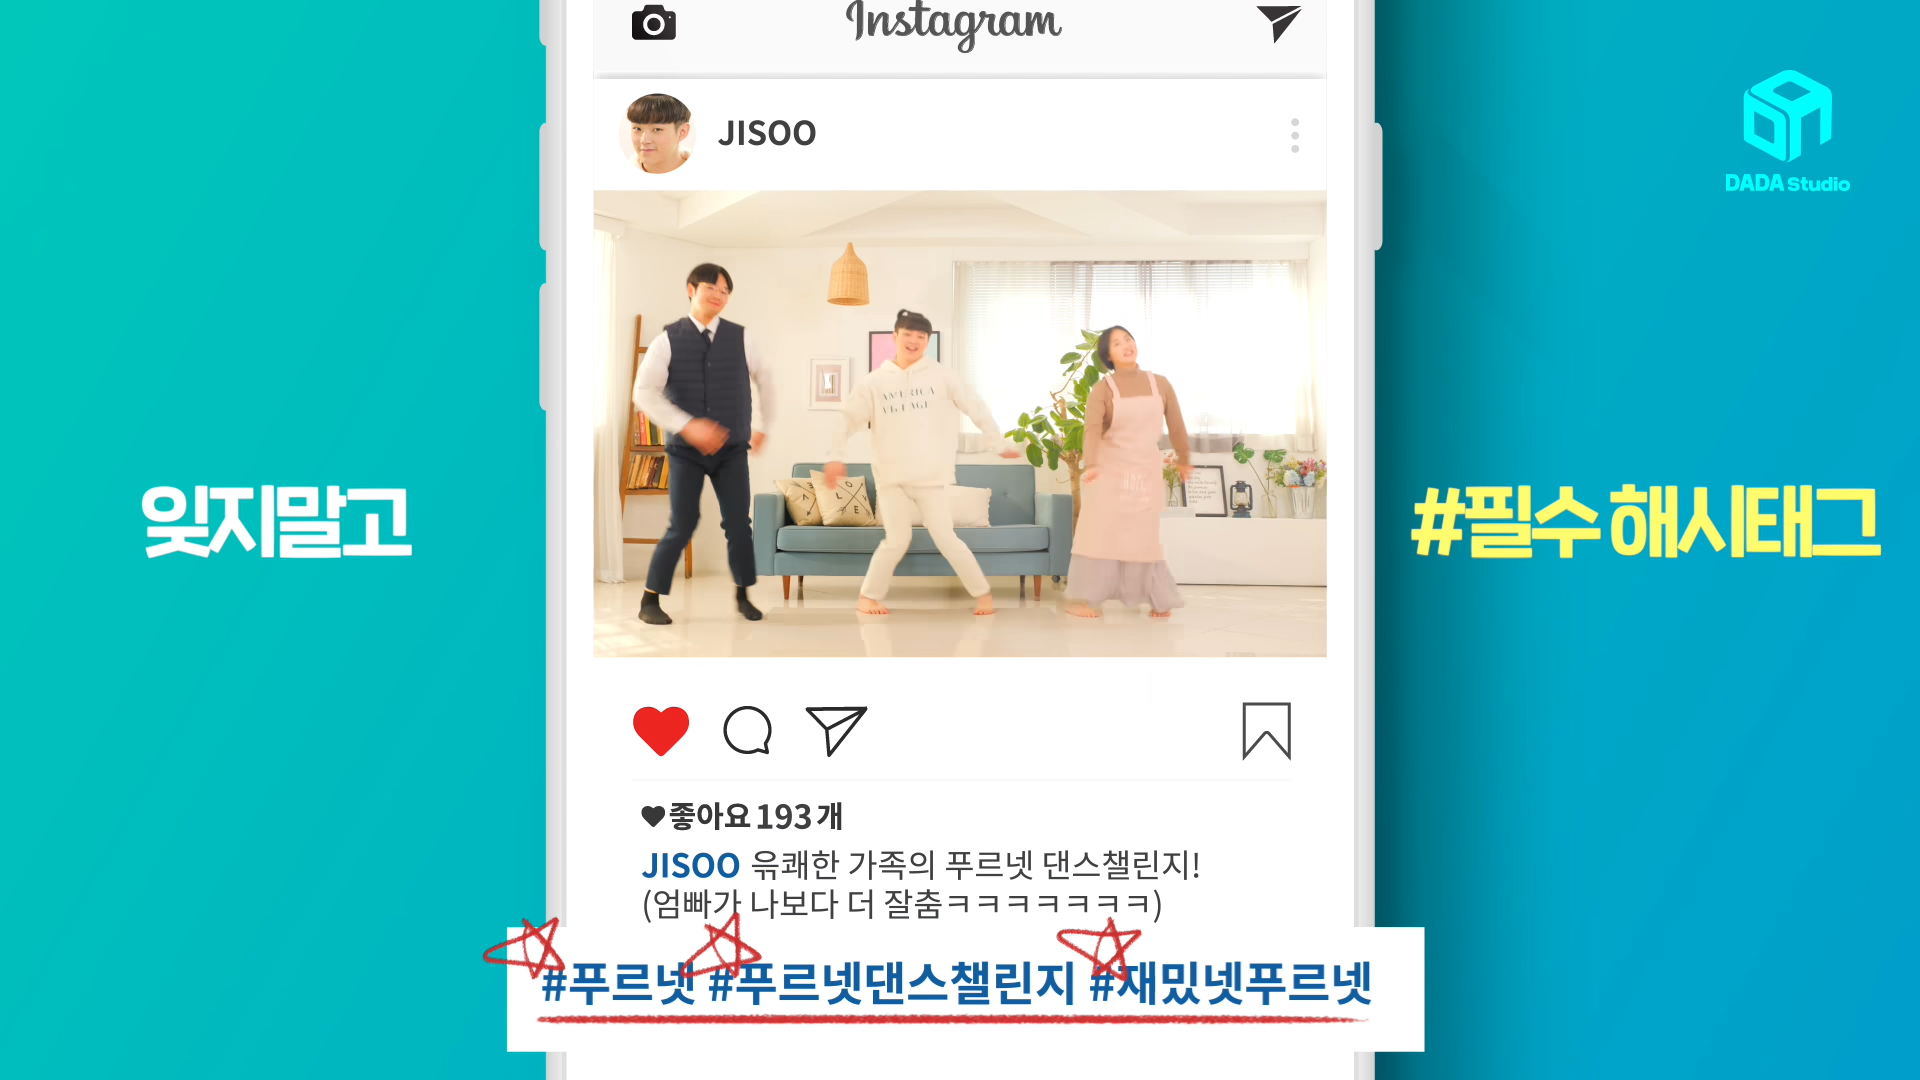 Instagram
DADA Studio
JISOO
AMERICA
잊지말고
#필수 해시태그
좋아요 193개
JISOO 유쾌한 가족의 푸르넷 댄스챌린지!
(엄빠가 나보다 더 잘춤ㅋㅋㅋㅋㅋㅋㅋ)
#푸르넷 #푸르넷댄스챌린지 #재밌넷푸르넷